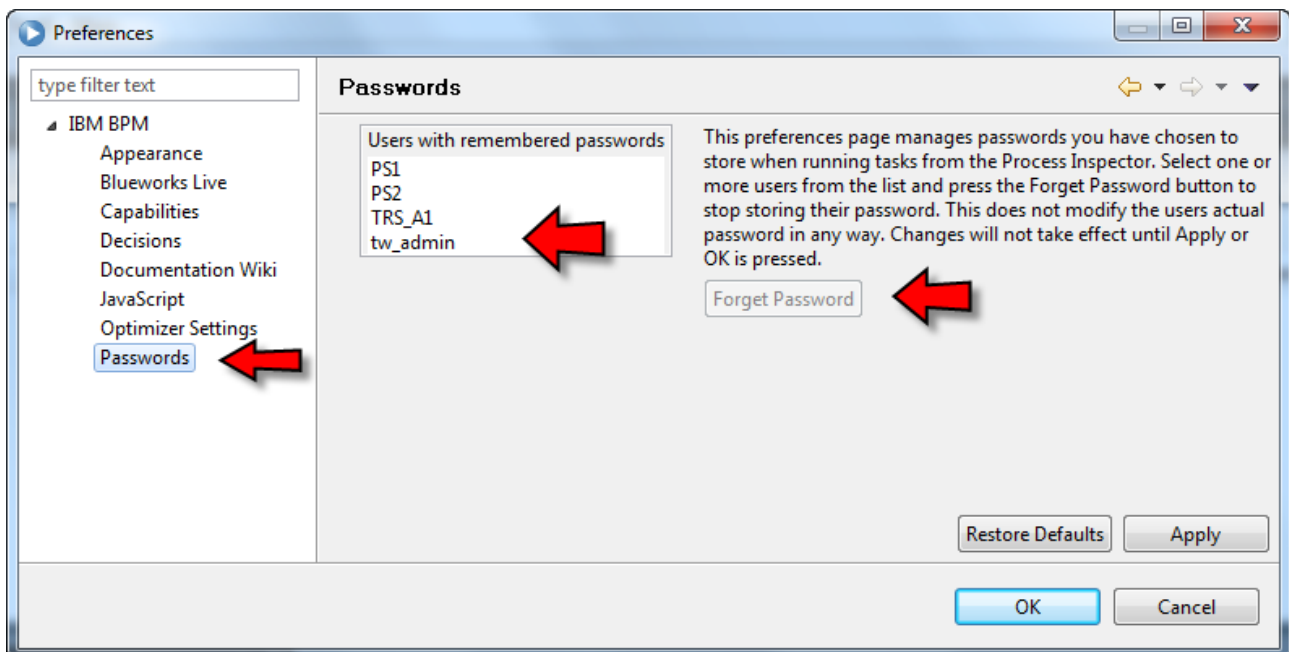 Preferences
type filter text
IBM BPM
Appearance
Blueworks Live
Capabilities
Decisions
Documentation Wiki
JavaScript
Optimizer Settings
Passwords
Passwords
Users with remembered passwords
PS1
PS2
TRS_A1
tw_admin
This preferences page manages passwords you have chosen to
store when running tasks from the Process Inspector. Select one or
more users from the list and press the Forget Password button to
stop storing their password. This does not modify the users actual
password in any way. Changes will not take effect until Apply or
OK is pressed.
Forget Password
Restore Defaults
Apply
OK
Cancel